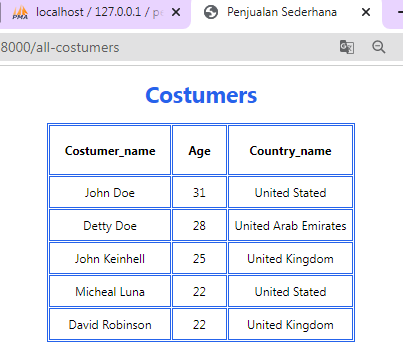 localhost / 127.0.0.1 / pe
Penjualan Sederhana
8000/all-costumers
Costumers
Costumer_name Age Country_name
John Doe 31 United Stated
Detty Doe 28 United Arab Emirates
John Keinhell 25 United Kingdom
Micheal Luna 22 United Stated
David Robinson 22 United Kingdom